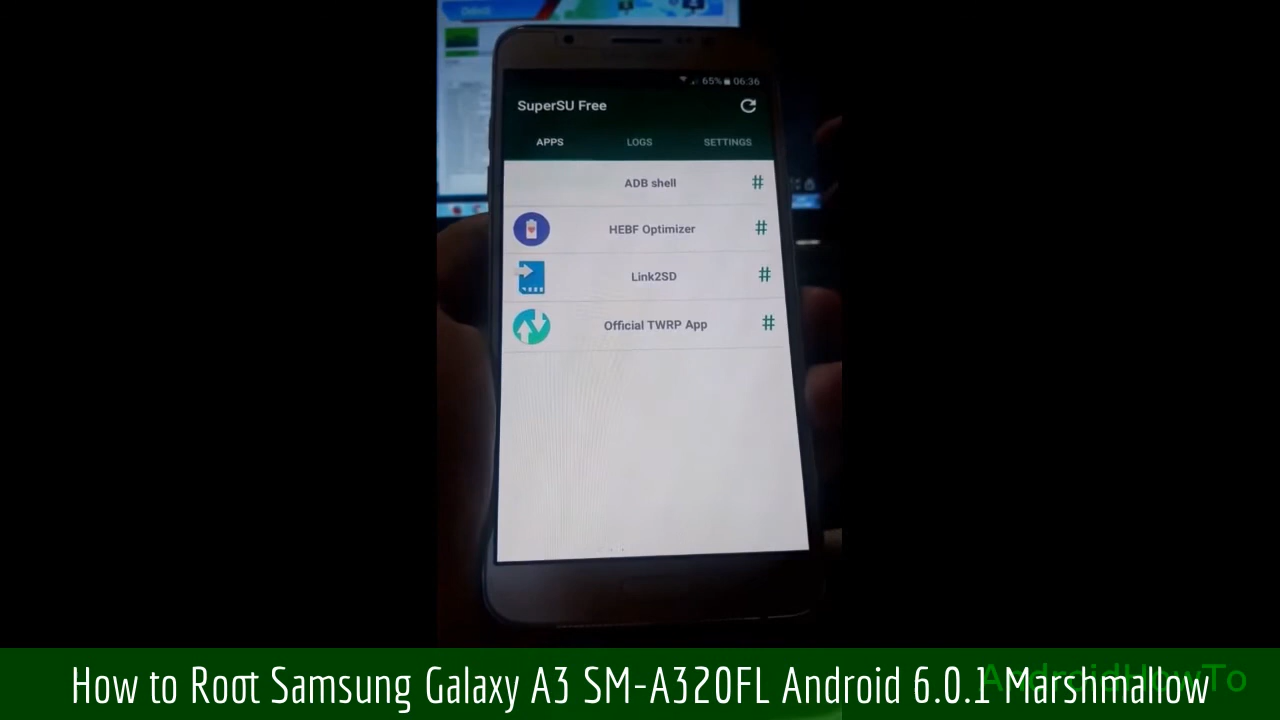 65% 06:36
SuperSU Free
APPS LOGS SETTINGS
ADB shell #
HEBF Optimizer #
Link2SD #
Official TWRP App #
AndroidHowTo
How to Root Samsung Galaxy A3 SM-A320FL Android 6.0.1 Marshmallow